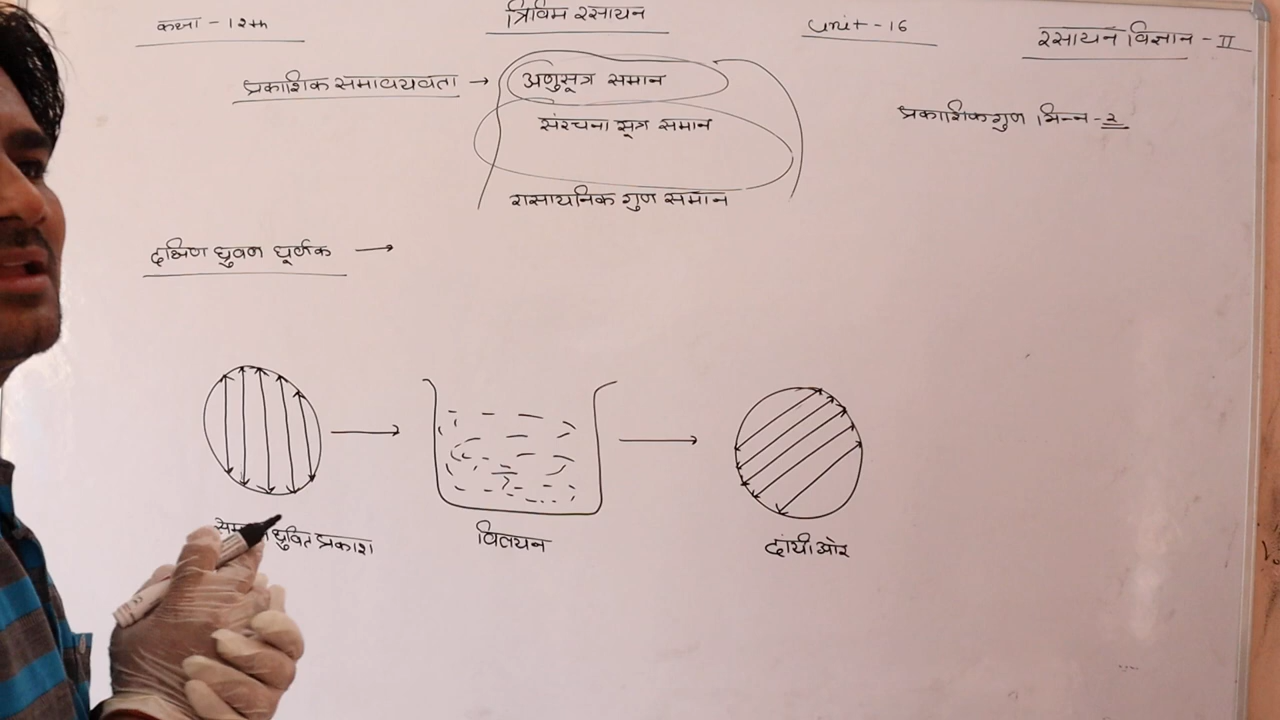 कक्षा - 12th
त्रिविम रसायन
Unit - 16
रसायन विज्ञान - II
प्रकाशिक समावयवता → अणुसूत्र समान
संरचना सूत्र समान
रासायनिक गुण समान
प्रकाशिक गुण भिन्न - 2
दक्षिण ध्रुवण घूर्णक →
ध्रुवित प्रकाश
विलयन
दांयी ओर